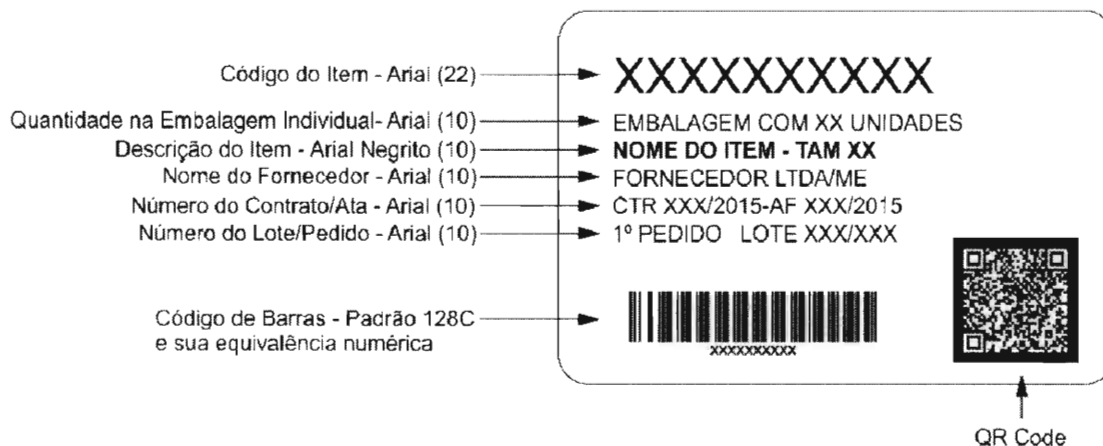 Código do Item - Arial (22)
XXXXXXXXXX
Quantidade na Embalagem Individual- Arial (10)
EMBALAGEM COM XX UNIDADES
Descrição do Item - Arial Negrito (10)
NOME DO ITEM - TAM XX
Nome do Fornecedor - Arial (10)
FORNECEDOR LTDA/ME
Número do Contrato/Ata - Arial (10)
CTR XXX/2015-AF XXX/2015
Número do Lote/Pedido - Arial (10)
1º PEDIDO LOTE XXX/XXX
Código de Barras - Padrão 128C
e sua equivalência numérica
XXXXXXXXXX
QR Code